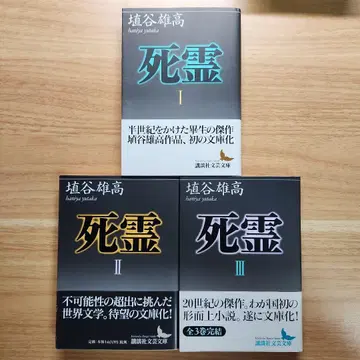 埴谷雄高
haniya yutaka
死霊
I
半世紀をかけた畢生の傑作
埴谷雄高作品、初の文庫化
講談社文芸文庫
埴谷雄高
haniya yutaka
死霊
II
不可能性の超出に挑んだ
世界文学。待望の文庫化!
講談社文芸文庫
埴谷雄高
haniya yutaka
死霊
III
20世紀の傑作。わが国初の
形而上小説。遂に文庫化!
全3巻完結
講談社文芸文庫